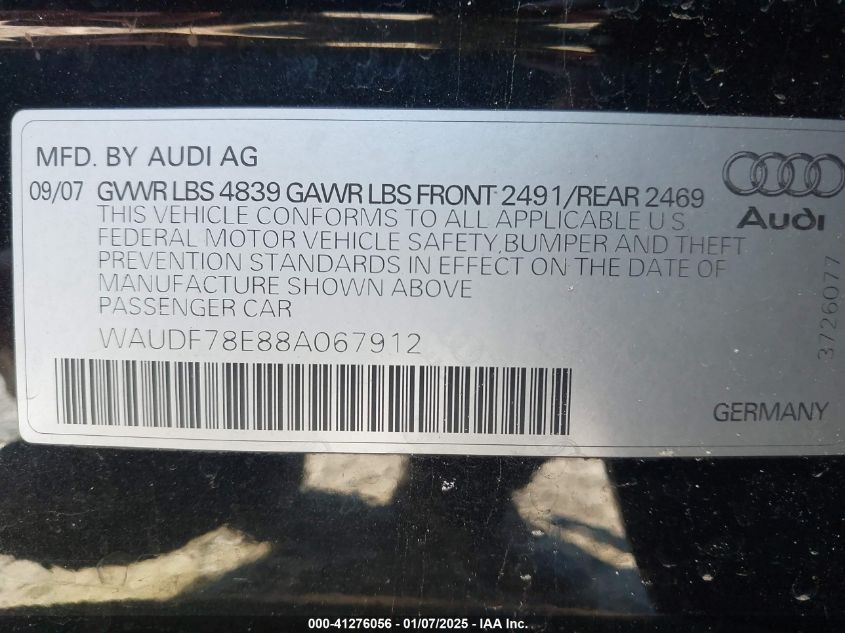 MFD. BY AUDI AG
09/07 GVWR LBS 4839 GAWR LBS FRONT 2491/REAR 2469
THIS VEHICLE CONFORMS TO ALL APPLICABLE U.S.
FEDERAL MOTOR VEHICLE SAFETY,BUMPER AND THEFT
PREVENTION STANDARDS IN EFFECT ON THE DATE OF
MANUFACTURE SHOWN ABOVE
PASSENGER CAR
WAUDF78E88A067912
Audi
3726077
GERMANY
000-41276056 — 01/07/2025 — IAA Inc.